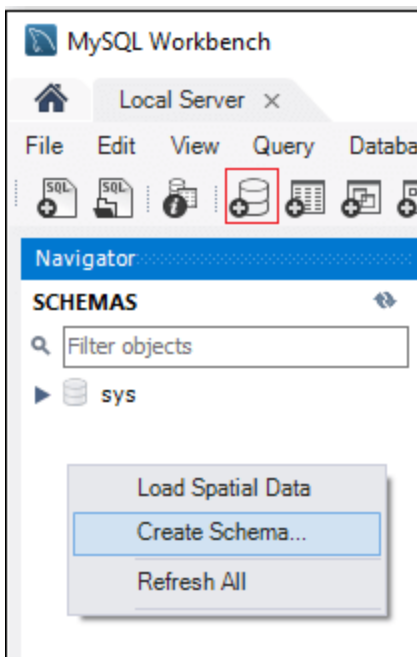 MySQL Workbench
Local Server ×
File Edit View Query Databa
SQL SQL
Navigator
SCHEMAS
Filter objects
sys
Load Spatial Data
Create Schema...
Refresh All